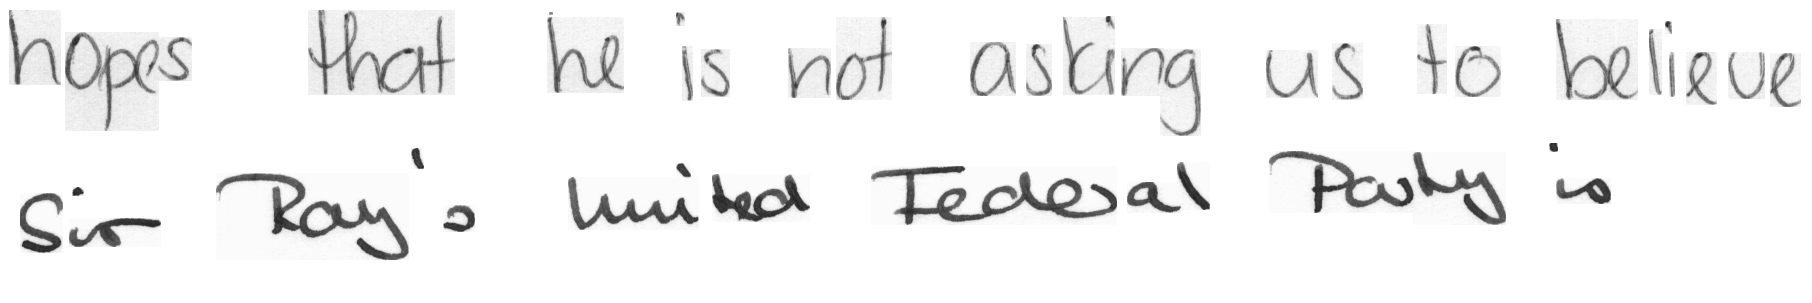 hopes that he is not asking us to believe
Sir Roy's United Federal Party is